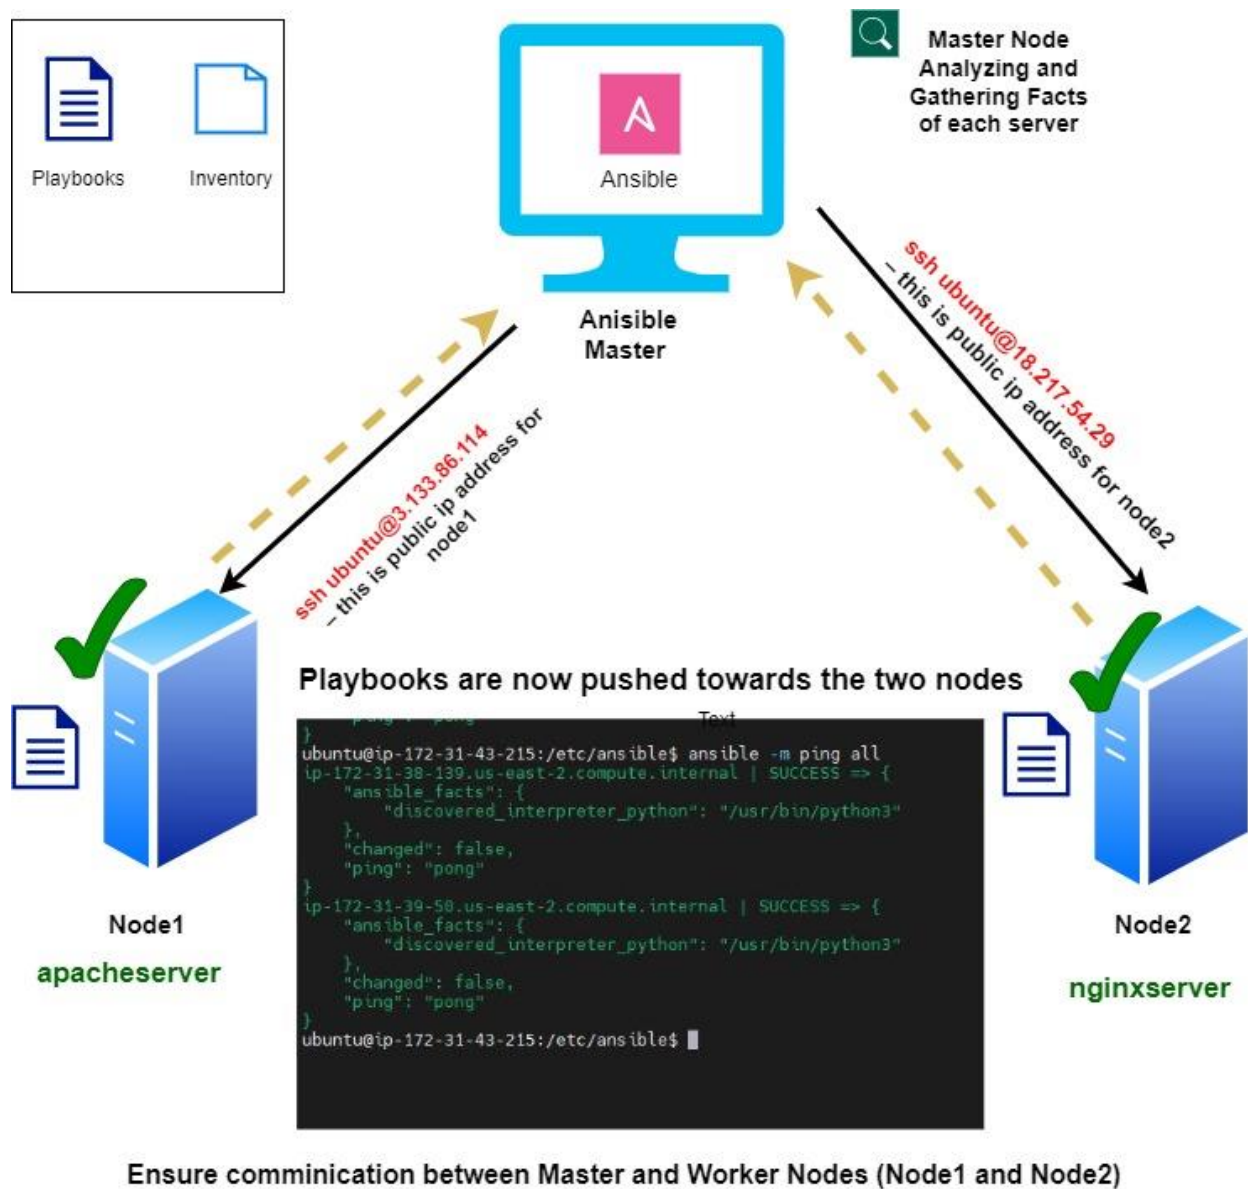 Playbooks
Inventory
Ansible
Master Node
Analyzing and
Gathering Facts
of each server
Anisible
Master
ssh ubuntu@3.133.86.114
– this is public ip address for
node1
ssh ubuntu@18.217.54.29
– this is public ip address for node2
Playbooks are now pushed towards the two nodes
Text
"ping": "pong"
}
ubuntu@ip-172-31-43-215:/etc/ansible$ ansible -m ping all
ip-172-31-38-139.us-east-2.compute.internal | SUCCESS => {
    "ansible_facts": {
        "discovered_interpreter_python": "/usr/bin/python3"
    },
    "changed": false,
    "ping": "pong"
}
ip-172-31-39-50.us-east-2.compute.internal | SUCCESS => {
    "ansible_facts": {
        "discovered_interpreter_python": "/usr/bin/python3"
    },
    "changed": false,
    "ping": "pong"
}
ubuntu@ip-172-31-43-215:/etc/ansible$
Node1
apacheserver
Node2
nginxserver
Ensure comminication between Master and Worker Nodes (Node1 and Node2)